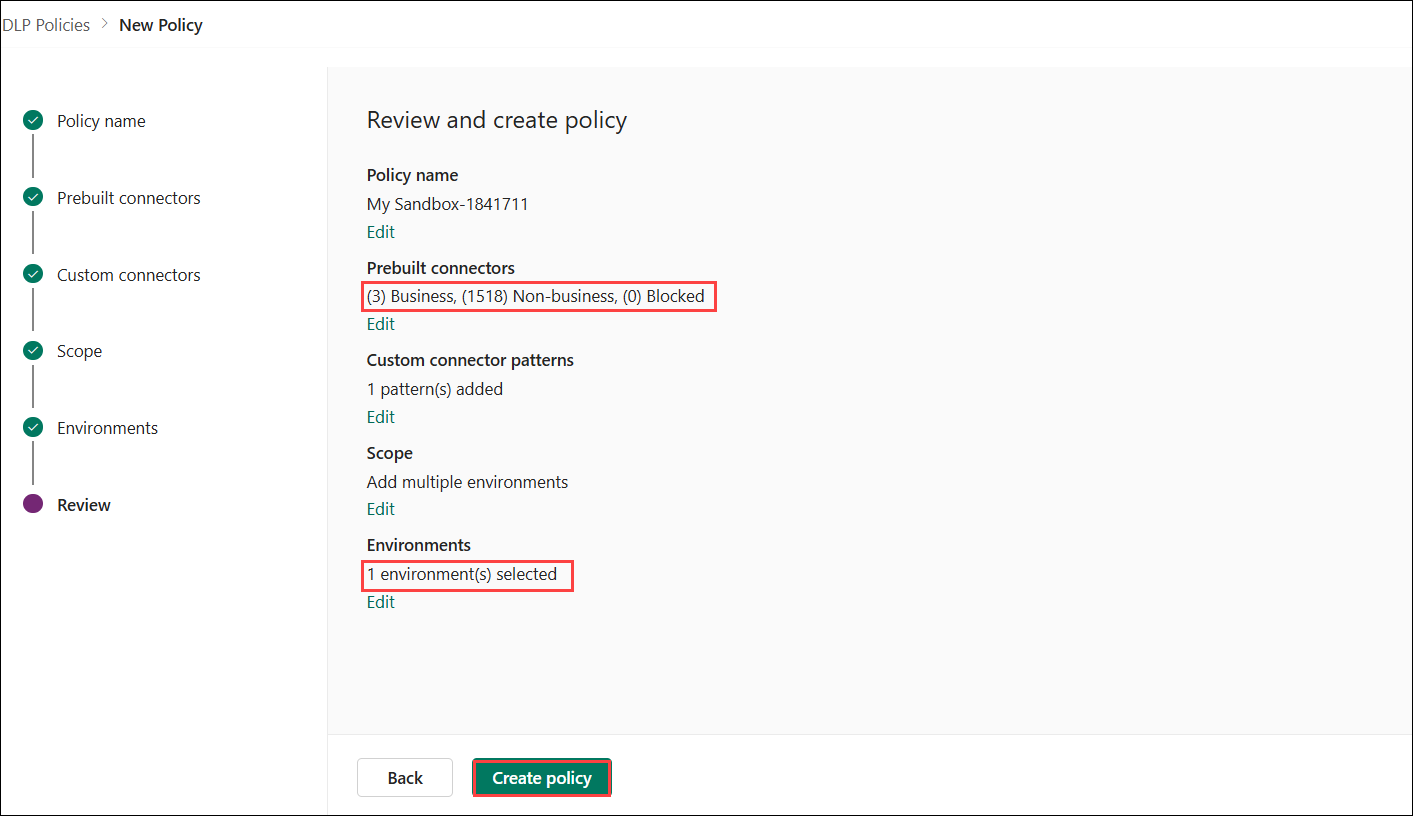 DLP Policies > New Policy
Policy name
Prebuilt connectors
Custom connectors
Scope
Environments
Review
Review and create policy
Policy name
My Sandbox-1841711
Edit
Prebuilt connectors
(3) Business, (1518) Non-business, (0) Blocked
Edit
Custom connector patterns
1 pattern(s) added
Edit
Scope
Add multiple environments
Edit
Environments
1 environment(s) selected
Edit
Back
Create policy